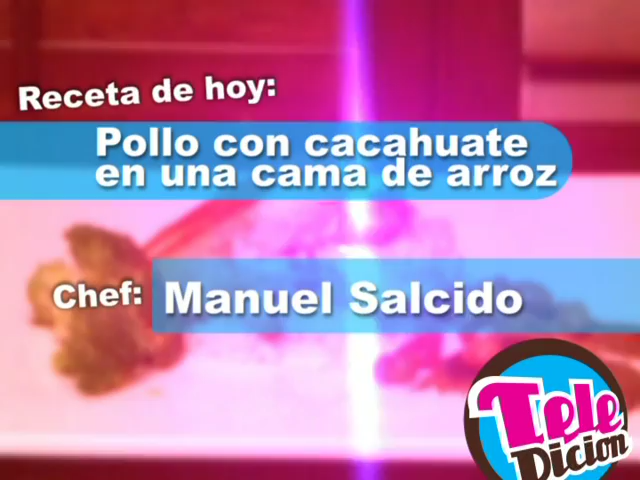 Receta de hoy:
Pollo con cacahuate
en una cama de arroz
Chef: Manuel Salcido
Tele
Dicion